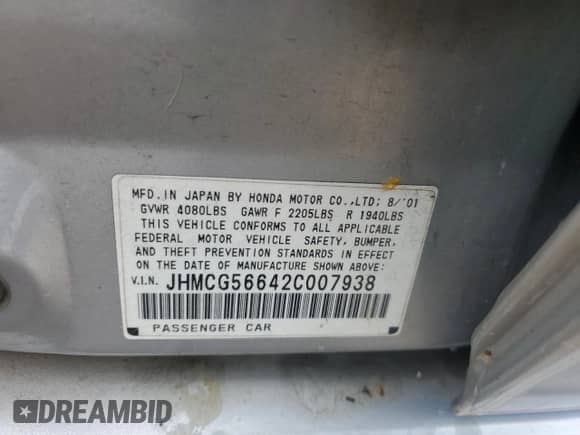 MFD. IN JAPAN BY HONDA MOTOR CO.,LTD; 8/'01
GVWR 4080LBS GAWR F 2205LBS R 1940LBS
THIS VEHICLE CONFORMS TO ALL APPLICABLE
FEDERAL MOTOR VEHICLE SAFETY, BUMPER,
AND THEFT PREVENTION STANDARDS IN EFFECT
ON THE DATE OF MANUFACTURE SHOWN ABOVE:
V.I.N. JHMCG56642C007938
PASSENGER CAR
DREAMBID